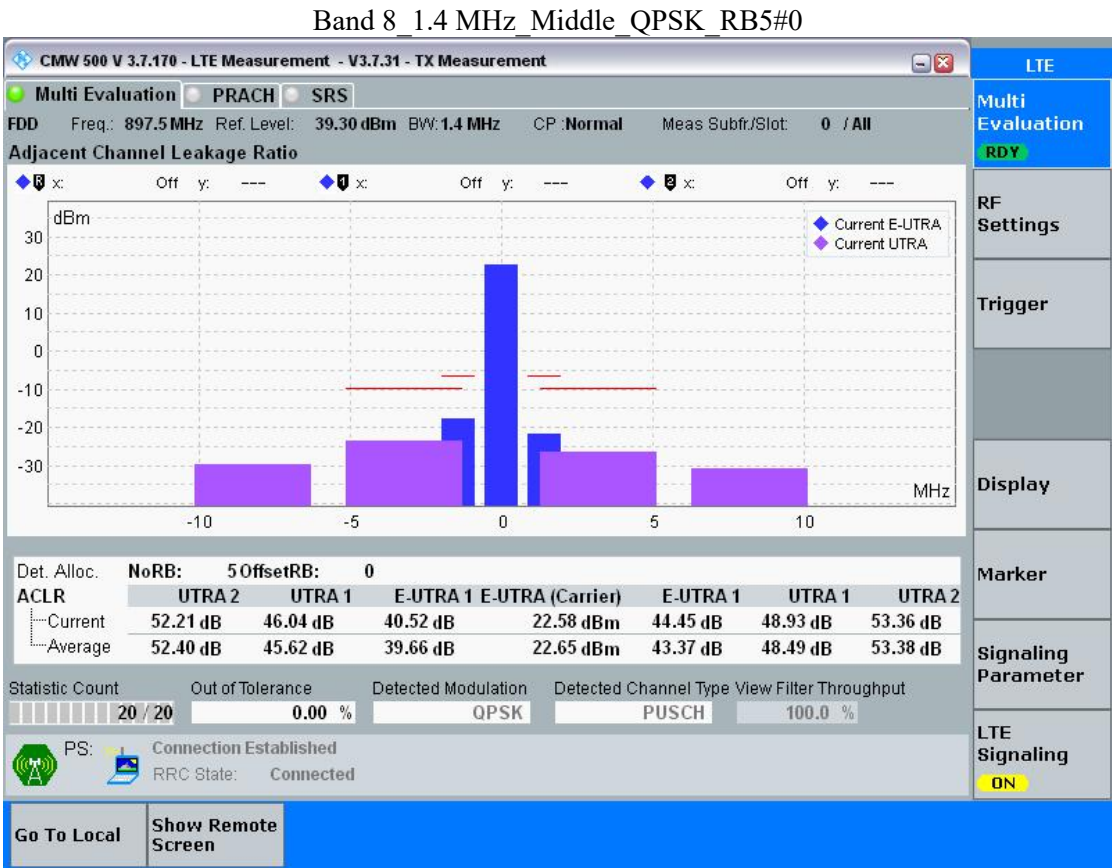 Band 8_1.4 MHz_Middle_QPSK_RB5#0
CMW 500 V 3.7.170 - LTE Measurement - V3.7.31 - TX Measurement
LTE
Multi Evaluation PRACH SRS
Multi
Evaluation
RDY
FDD Freq.: 897.5 MHz Ref. Level: 39.30 dBm BW: 1.4 MHz CP :Normal Meas Subfr./Slot: 0 / All
Adjacent Channel Leakage Ratio
R x: Off y: --- 1 x: Off y: --- 2 x: Off y: ---
RF
Settings
dBm
Current E-UTRA
Current UTRA
30
20
10
0
-10
-20
-30
MHz
-10 -5 0 5 10
Trigger
Display
Det. Alloc. NoRB: 5 OffsetRB: 0
ACLR UTRA 2 UTRA 1 E-UTRA 1 E-UTRA (Carrier) E-UTRA 1 UTRA 1 UTRA 2
Current 52.21 dB 46.04 dB 40.52 dB 22.58 dBm 44.45 dB 48.93 dB 53.36 dB
Average 52.40 dB 45.62 dB 39.66 dB 22.65 dBm 43.37 dB 48.49 dB 53.38 dB
Marker
Signaling
Parameter
Statistic Count Out of Tolerance Detected Modulation Detected Channel Type View Filter Throughput
20 / 20 0.00 % QPSK PUSCH 100.0 %
PS: Connection Established
RRC State: Connected
LTE
Signaling
ON
Go To Local
Show Remote
Screen